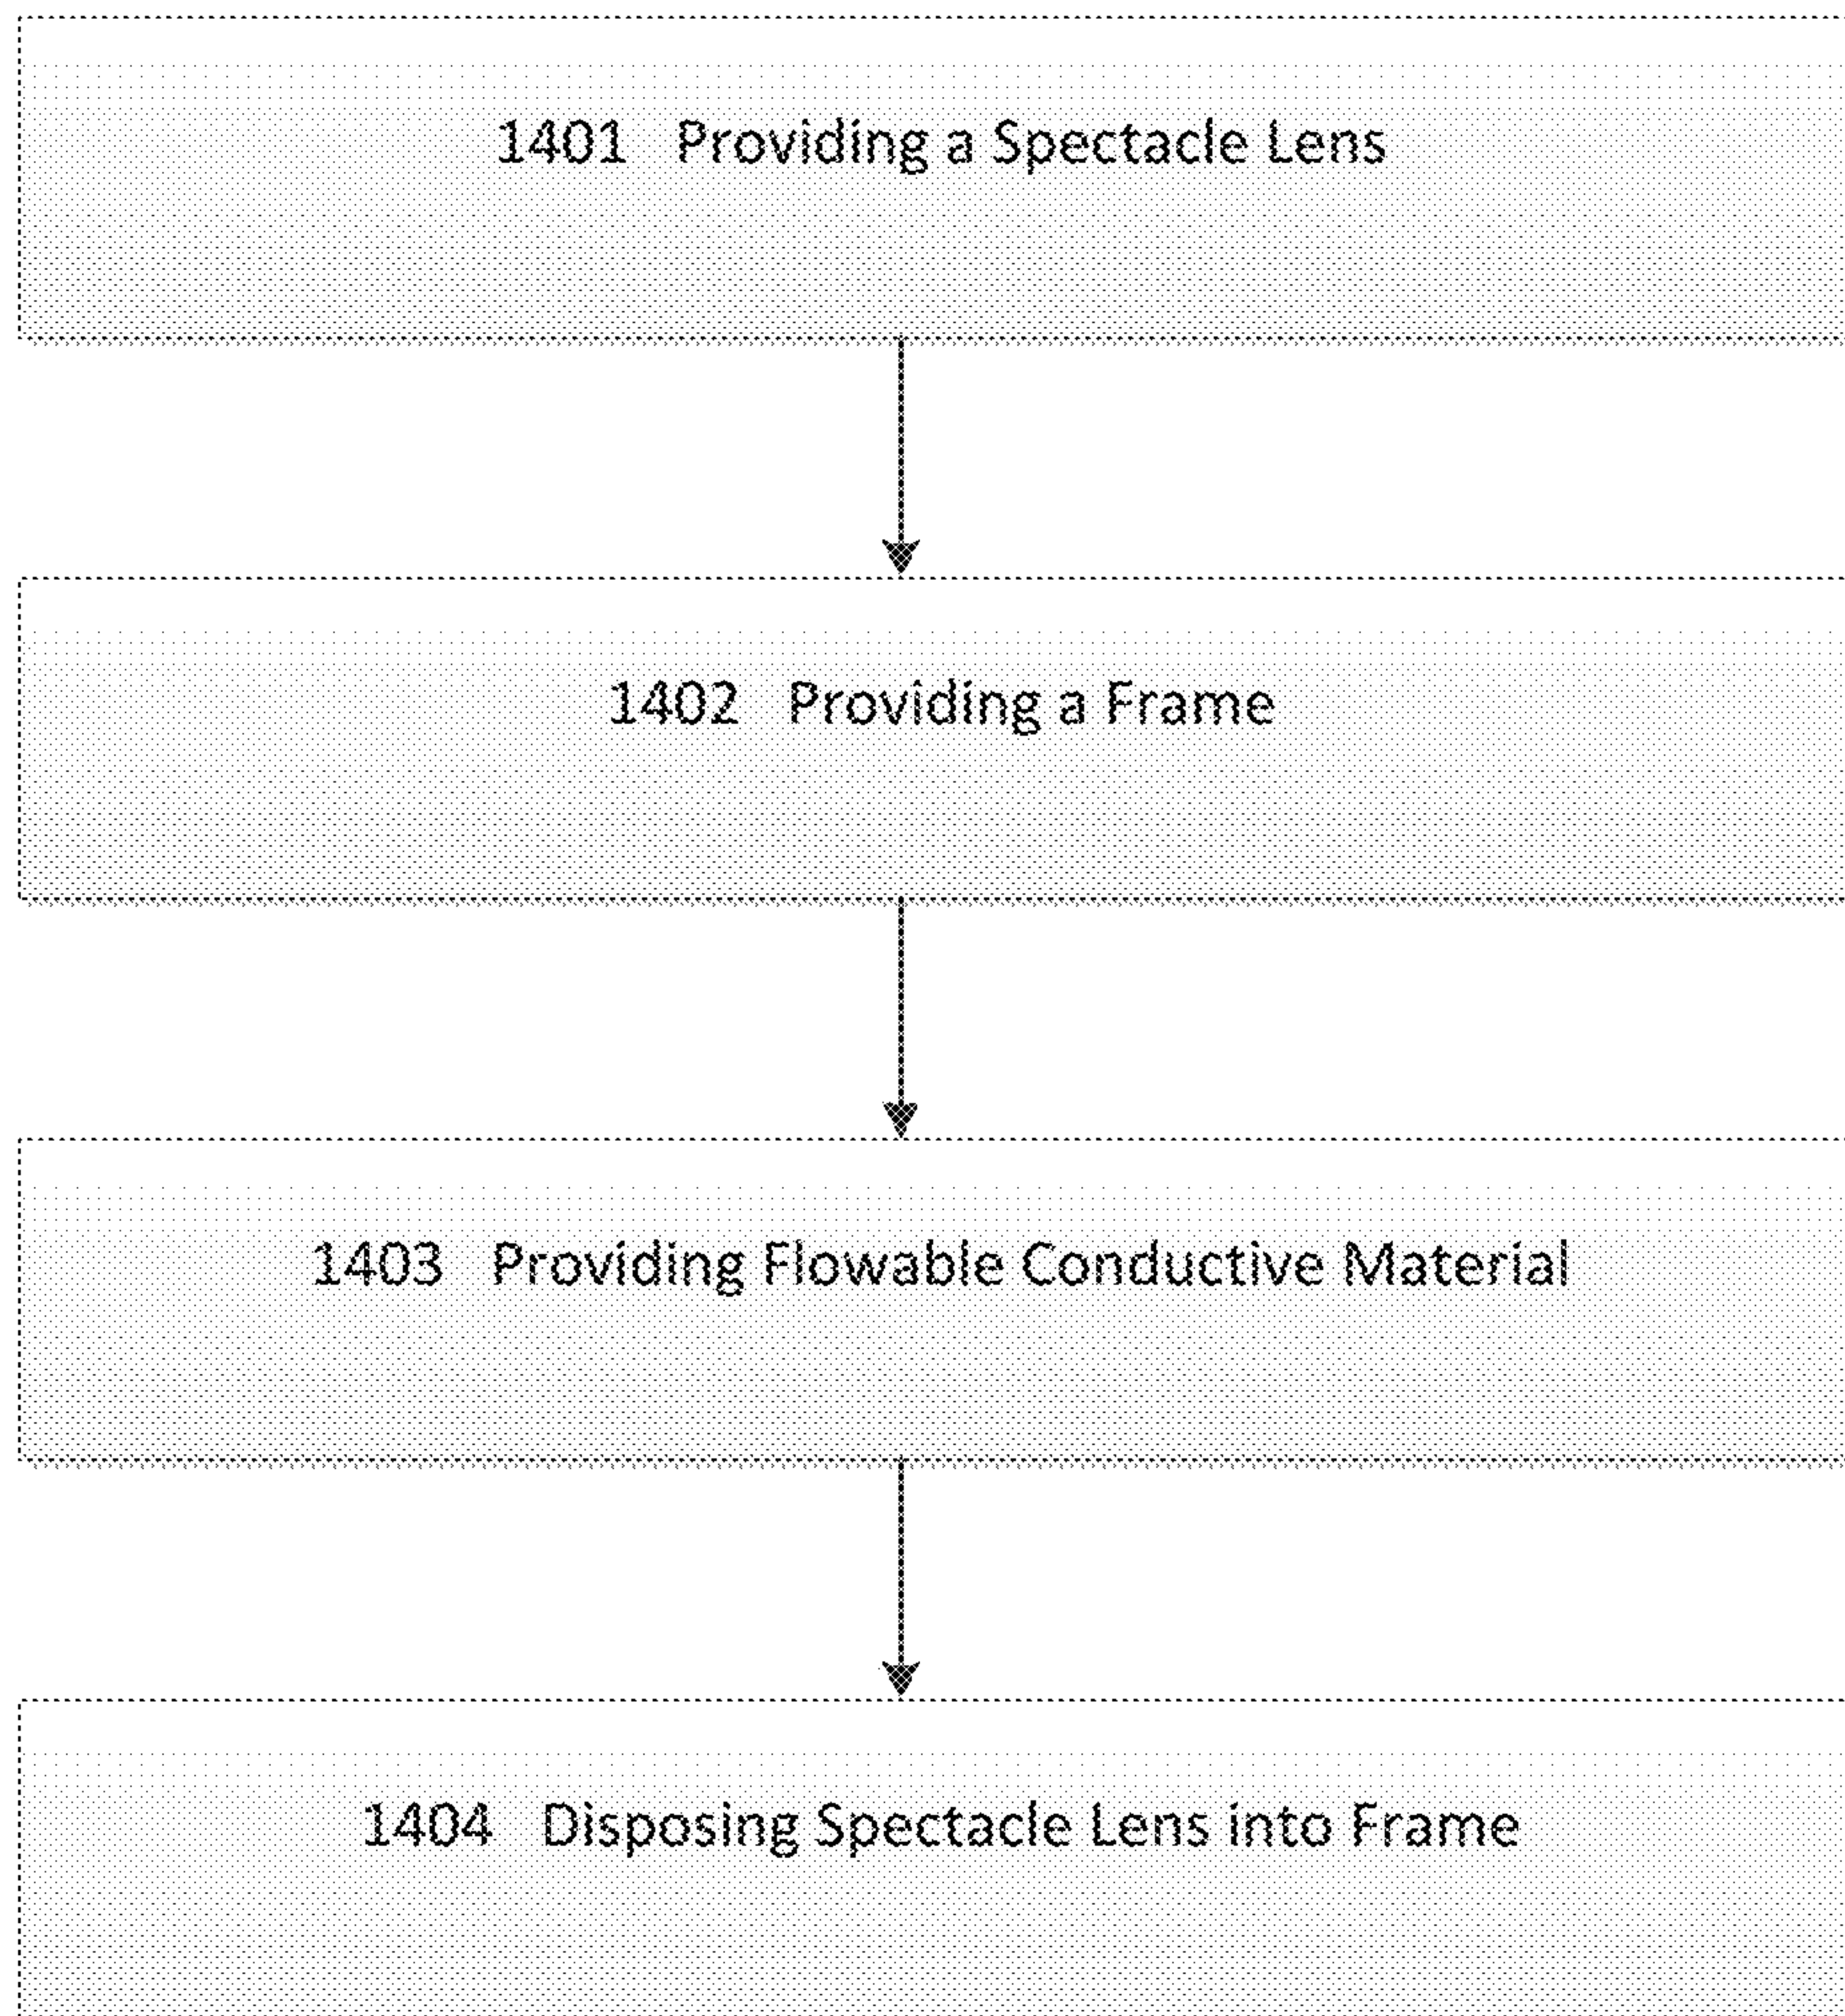 1401 Providing a Spectacle Lens
1402 Providing a Frame
1403 Providing Flowable Conductive Material
1404 Disposing Spectacle Lens into Frame